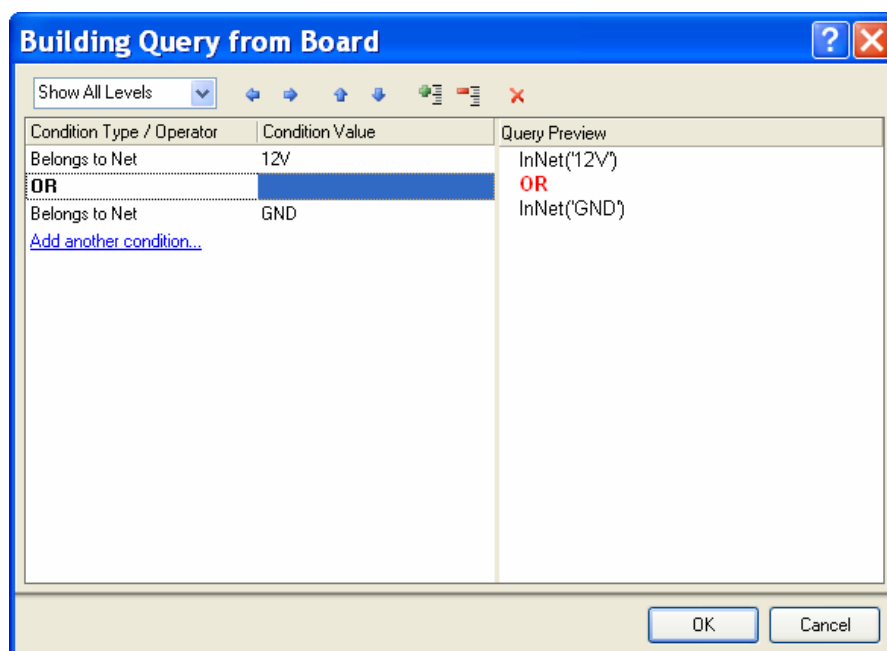 Building Query from Board
Show All Levels
Condition Type / Operator Condition Value Query Preview
Belongs to Net 12V InNet('12V')
OR OR
Belongs to Net GND InNet('GND')
Add another condition...
OK Cancel